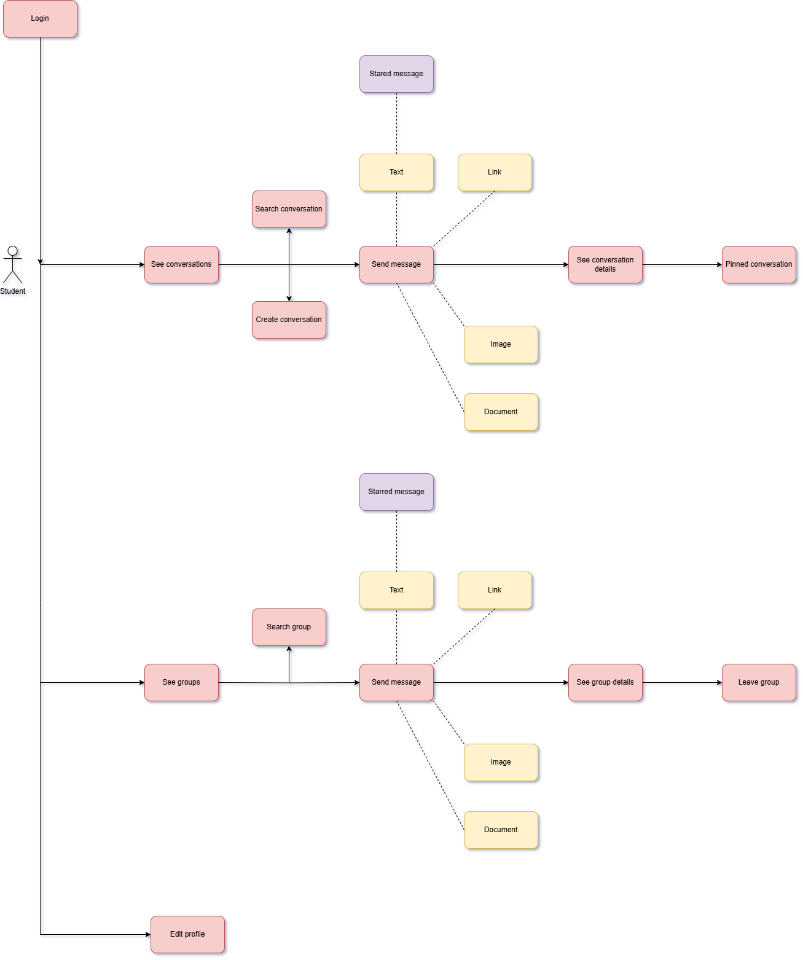 Login
Stared message
Text
Link
Search conversation
See conversations
Send message
See conversation
details
Pinned conversation
Student
Create conversation
Image
Document
Starred message
Text
Link
Search group
See groups
Send message
See group details
Leave group
Image
Document
Edit profile